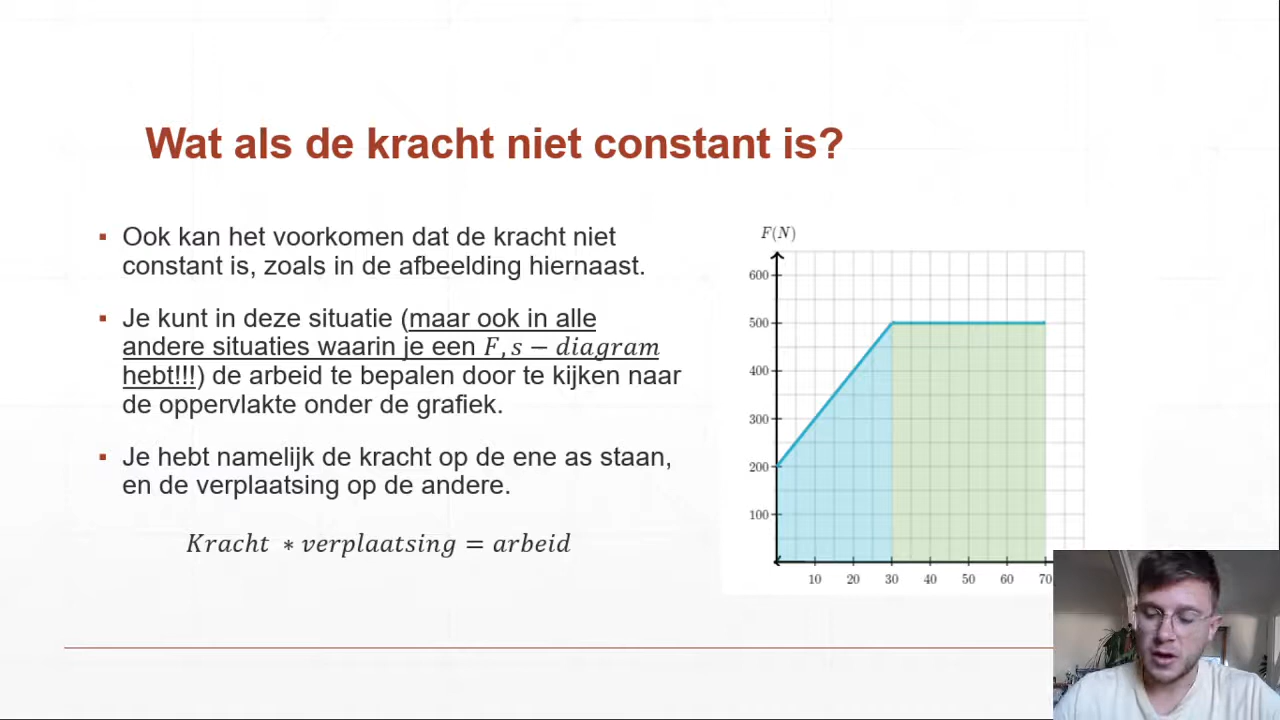 Wat als de kracht niet constant is?
▪ Ook kan het voorkomen dat de kracht niet
constant is, zoals in de afbeelding hiernaast.
▪ Je kunt in deze situatie (maar ook in alle
andere situaties waarin je een F, s − diagram
hebt!!!) de arbeid te bepalen door te kijken naar
de oppervlakte onder de grafiek.
▪ Je hebt namelijk de kracht op de ene as staan,
en de verplaatsing op de andere.
Kracht ∗ verplaatsing = arbeid
F(N)
600
500
400
300
200
100
10 20 30 40 50 60 70